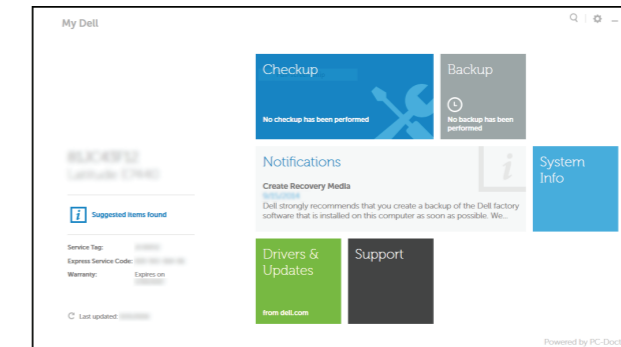 My Dell
Checkup
No checkup has been performed
Backup
No backup has been
performed
Notifications
Create Recovery Media
Dell strongly recommends that you create a backup of the Dell factory
software that is installed on this computer as soon as possible. We...
System
Info
Suggested items found
Service Tag:
Express Service Code:
Warranty: Expires on
Last updated:
Drivers &
Updates
from dell.com
Support
Powered by PC-Doct